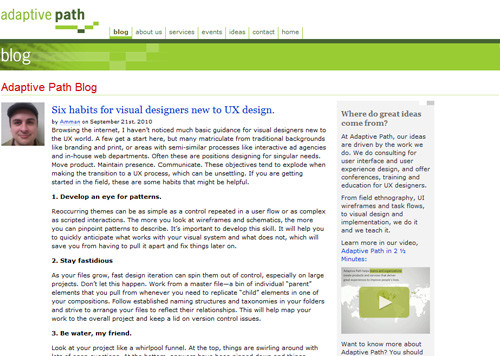 adaptive path
blog about us services events ideas contact home
blog
Adaptive Path Blog
Six habits for visual designers new to UX design.
by Amman on September 21st, 2010
Browsing the internet, I haven't noticed much basic guidance for visual designers new to
the UX world. A few get a start here, but many matriculate from traditional backgrounds
like branding and print, or areas with semi-similar processes like interactive ad agencies
and in-house web departments. Often these are positions designing for singular needs.
Move product. Maintain presence. Communicate. These objectives tend to explode when
making the transition to a UX process, which can be unsettling. If you are getting
started in the field, these are some habits that might be helpful.
1. Develop an eye for patterns.
Reoccurring themes can be as simple as a control repeated in a user flow or as complex
as scripted interactions. The more you look at wireframes and schematics, the more
you can pinpoint patterns to describe. It's important to develop this skill. It will help you
to quickly anticipate what works with your visual system and what does not, which will
save you from having to pull it apart and fix things later on.
2. Stay fastidious
As your files grow, fast design iteration can spin them out of control, especially on large
projects. Don't let this happen. Work from a master file—a bin of individual "parent"
elements that you pull from whenever you need to replicate "child" elements in one of
your compositions. Follow established naming structures and taxonomies in your folders
and strive to arrange your files to reflect their relationships. This will help map your
work to the overall project and keep a lid on version control issues.
3. Be water, my friend.
Look at your project like a whirlpool funnel. At the top, things are swirling around with
Where do great ideas
come from?
At Adaptive Path, our ideas
are driven by the work we
do. We do consulting for
user interface and user
experience design, and offer
conferences, training and
education for UX designers.
From field ethnography, UI
wireframes and task flows,
to visual design and
implementation, we do it
and we teach it.
Learn more in our video,
Adaptive Path in 2 ½
Minutes:
Want to know more about
Adaptive Path? You should